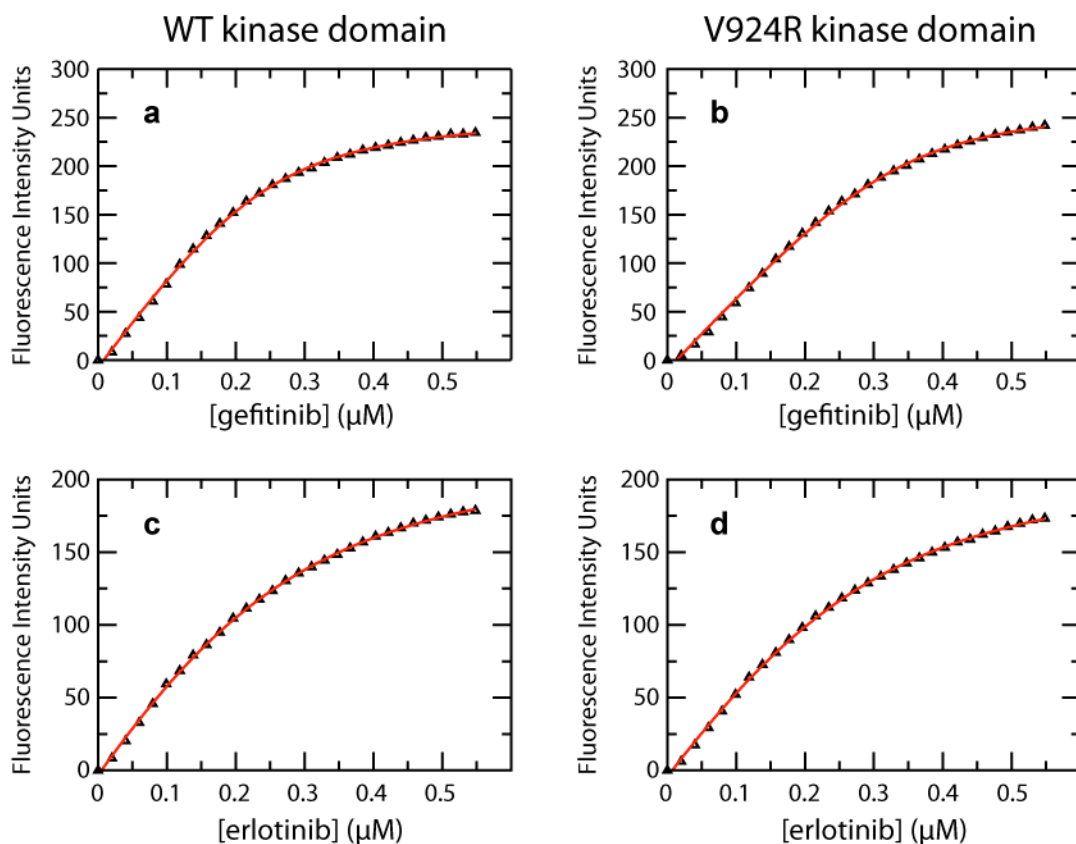 WT kinase domain
V924R kinase domain
Fluorescence Intensity Units
300
250
200
150
100
50
0
a
0 0.1 0.2 0.3 0.4 0.5
[gefitinib] (µM)
Fluorescence Intensity Units
300
250
200
150
100
50
0
b
0 0.1 0.2 0.3 0.4 0.5
[gefitinib] (µM)
Fluorescence Intensity Units
200
150
100
50
0
c
0 0.1 0.2 0.3 0.4 0.5
[erlotinib] (µM)
Fluorescence Intensity Units
200
150
100
50
0
d
0 0.1 0.2 0.3 0.4 0.5
[erlotinib] (µM)